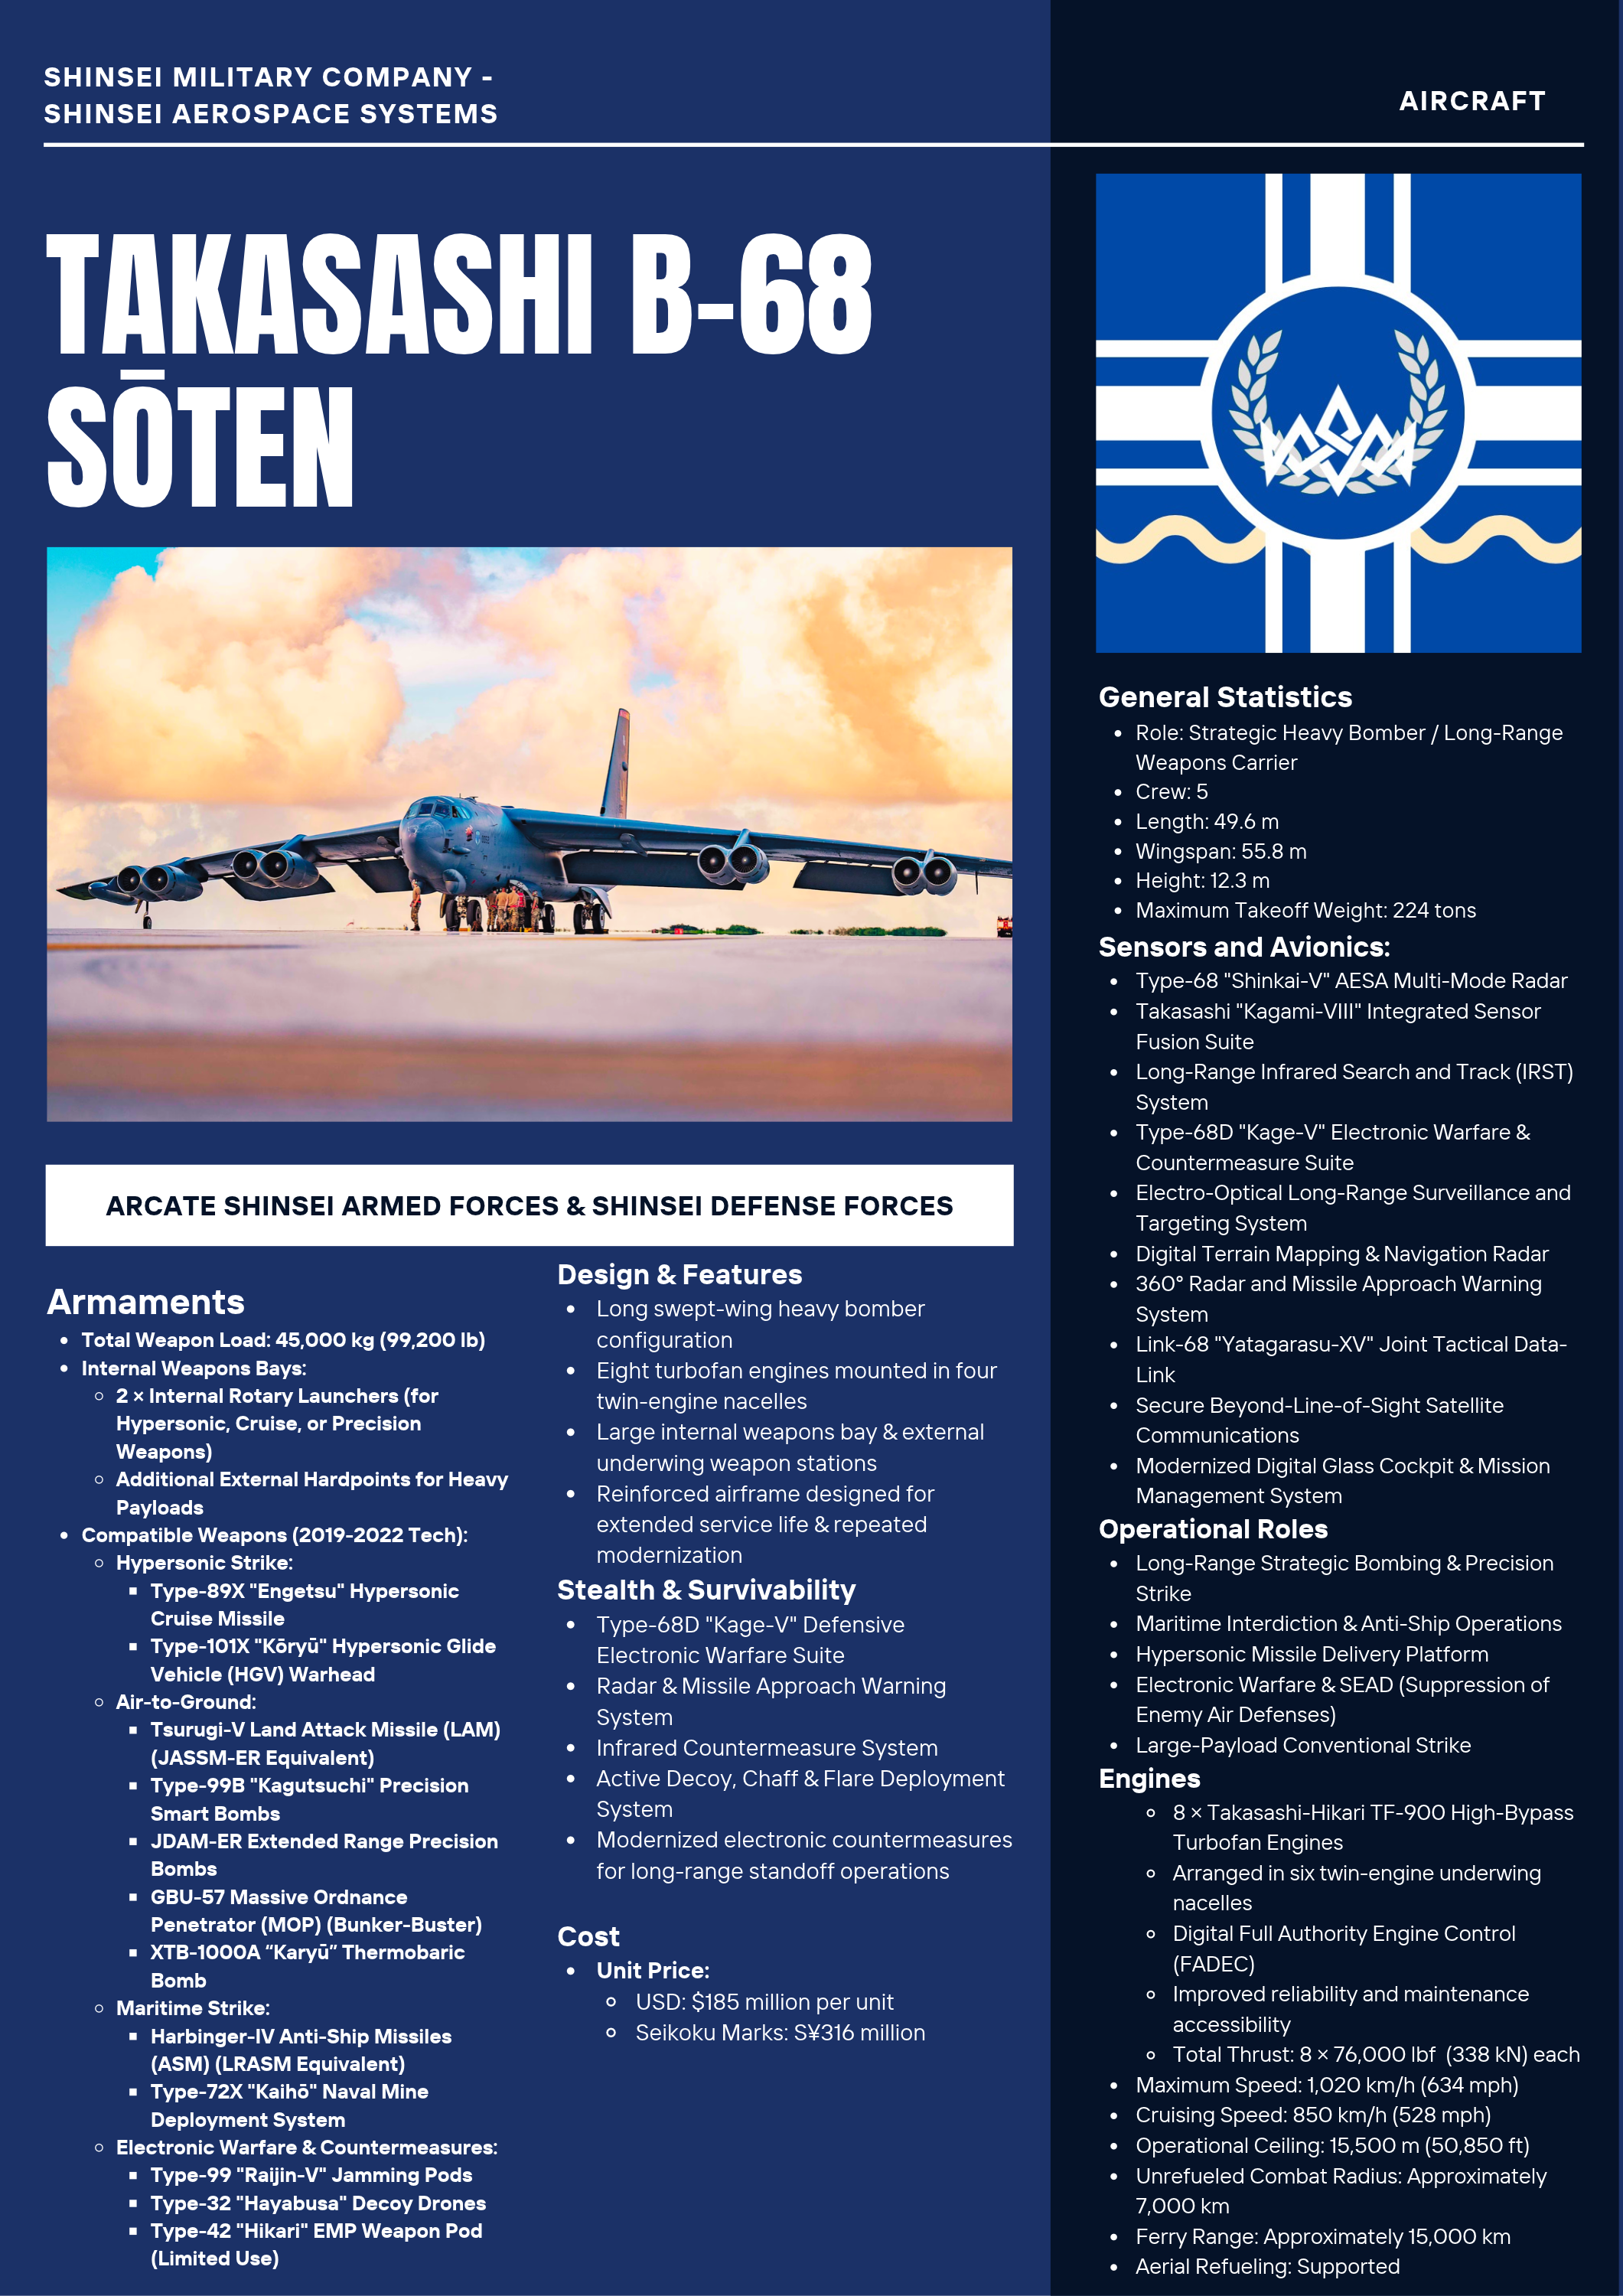 SHINSEI MILITARY COMPANY -
SHINSEI AEROSPACE SYSTEMS
AIRCRAFT
TAKASASHI B-68
SŌTEN
ARCATE SHINSEI ARMED FORCES & SHINSEI DEFENSE FORCES
Armaments
• Total Weapon Load: 45,000 kg (99,200 lb)
• Internal Weapons Bays:
○ 2 × Internal Rotary Launchers (for
Hypersonic, Cruise, or Precision
Weapons)
○ Additional External Hardpoints for Heavy
Payloads
• Compatible Weapons (2019-2022 Tech):
○ Hypersonic Strike:
▪ Type-89X "Engetsu" Hypersonic
Cruise Missile
▪ Type-101X "Kōryū" Hypersonic Glide
Vehicle (HGV) Warhead
○ Air-to-Ground:
▪ Tsurugi-V Land Attack Missile (LAM)
(JASSM-ER Equivalent)
▪ Type-99B "Kagutsuchi" Precision
Smart Bombs
▪ JDAM-ER Extended Range Precision
Bombs
▪ GBU-57 Massive Ordnance
Penetrator (MOP) (Bunker-Buster)
▪ XTB-1000A “Karyū” Thermobaric
Bomb
○ Maritime Strike:
▪ Harbinger-IV Anti-Ship Missiles
(ASM) (LRASM Equivalent)
▪ Type-72X "Kaihō" Naval Mine
Deployment System
○ Electronic Warfare & Countermeasures:
▪ Type-99 "Raijin-V" Jamming Pods
▪ Type-32 "Hayabusa" Decoy Drones
▪ Type-42 "Hikari" EMP Weapon Pod
(Limited Use)
Design & Features
• Long swept-wing heavy bomber
configuration
• Eight turbofan engines mounted in four
twin-engine nacelles
• Large internal weapons bay & external
underwing weapon stations
• Reinforced airframe designed for
extended service life & repeated
modernization
Stealth & Survivability
• Type-68D "Kage-V" Defensive
Electronic Warfare Suite
• Radar & Missile Approach Warning
System
• Infrared Countermeasure System
• Active Decoy, Chaff & Flare Deployment
System
• Modernized electronic countermeasures
for long-range standoff operations
Cost
• Unit Price:
○ USD: $185 million per unit
○ Seikoku Marks: S¥316 million
General Statistics
• Role: Strategic Heavy Bomber / Long-Range
Weapons Carrier
• Crew: 5
• Length: 49.6 m
• Wingspan: 55.8 m
• Height: 12.3 m
• Maximum Takeoff Weight: 224 tons
Sensors and Avionics:
• Type-68 "Shinkai-V" AESA Multi-Mode Radar
• Takasashi "Kagami-VIII" Integrated Sensor
Fusion Suite
• Long-Range Infrared Search and Track (IRST)
System
• Type-68D "Kage-V" Electronic Warfare &
Countermeasure Suite
• Electro-Optical Long-Range Surveillance and
Targeting System
• Digital Terrain Mapping & Navigation Radar
• 360° Radar and Missile Approach Warning
System
• Link-68 "Yatagarasu-XV" Joint Tactical Data-
Link
• Secure Beyond-Line-of-Sight Satellite
Communications
• Modernized Digital Glass Cockpit & Mission
Management System
Operational Roles
• Long-Range Strategic Bombing & Precision
Strike
• Maritime Interdiction & Anti-Ship Operations
• Hypersonic Missile Delivery Platform
• Electronic Warfare & SEAD (Suppression of
Enemy Air Defenses)
• Large-Payload Conventional Strike
Engines
○ 8 × Takasashi-Hikari TF-900 High-Bypass
Turbofan Engines
○ Arranged in six twin-engine underwing
nacelles
○ Digital Full Authority Engine Control
(FADEC)
○ Improved reliability and maintenance
accessibility
○ Total Thrust: 8 × 76,000 lbf (338 kN) each
• Maximum Speed: 1,020 km/h (634 mph)
• Cruising Speed: 850 km/h (528 mph)
• Operational Ceiling: 15,500 m (50,850 ft)
• Unrefueled Combat Radius: Approximately
7,000 km
• Ferry Range: Approximately 15,000 km
• Aerial Refueling: Supported